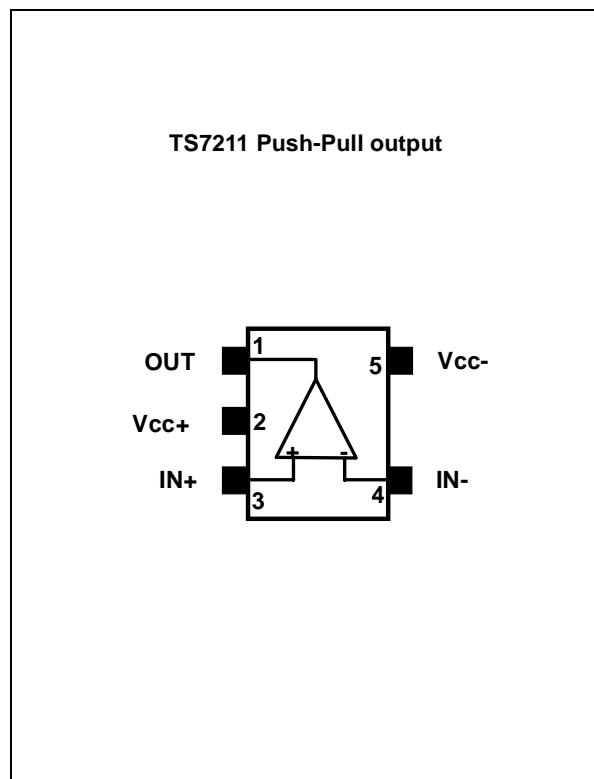 TS7211 Push-Pull output
OUT 1 5 Vcc-
Vcc+ 2
IN+ 3 + - 4 IN-